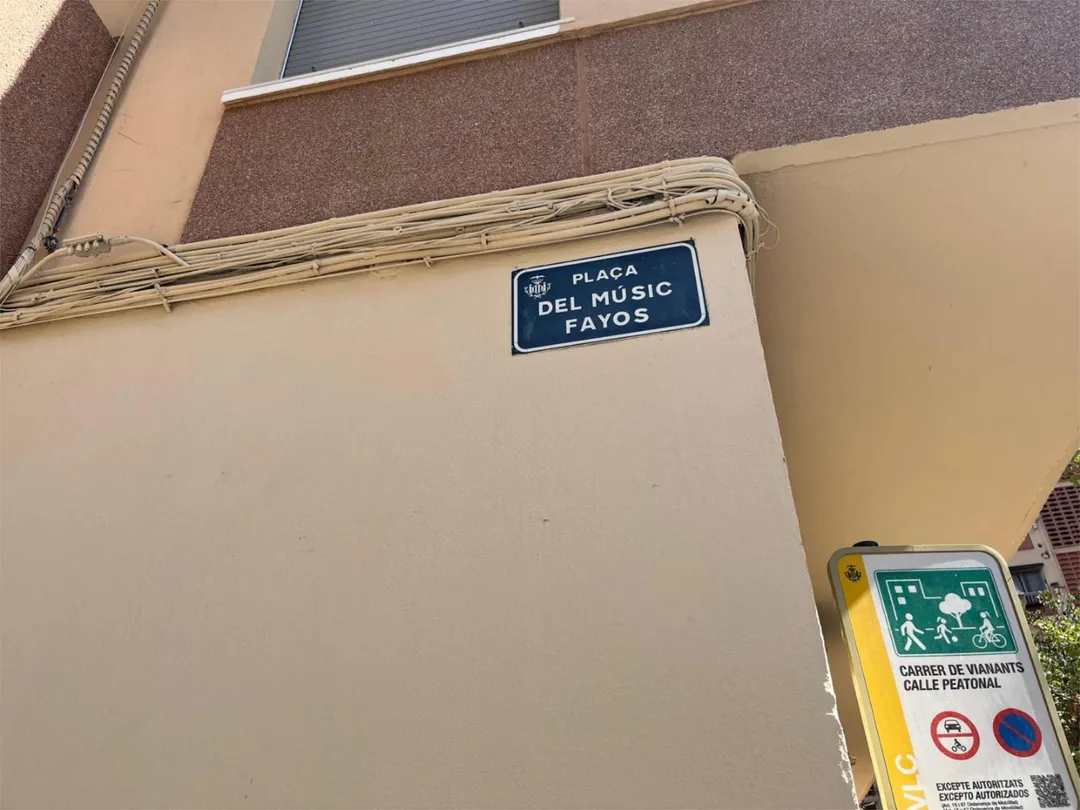 PLAÇA
DEL MÚSIC
FAYOS
CARRER DE VIANANTS
CALLE PEATONAL
VLC
EXCEPTE AUTORITZATS
EXCEPTO AUTORIZADOS